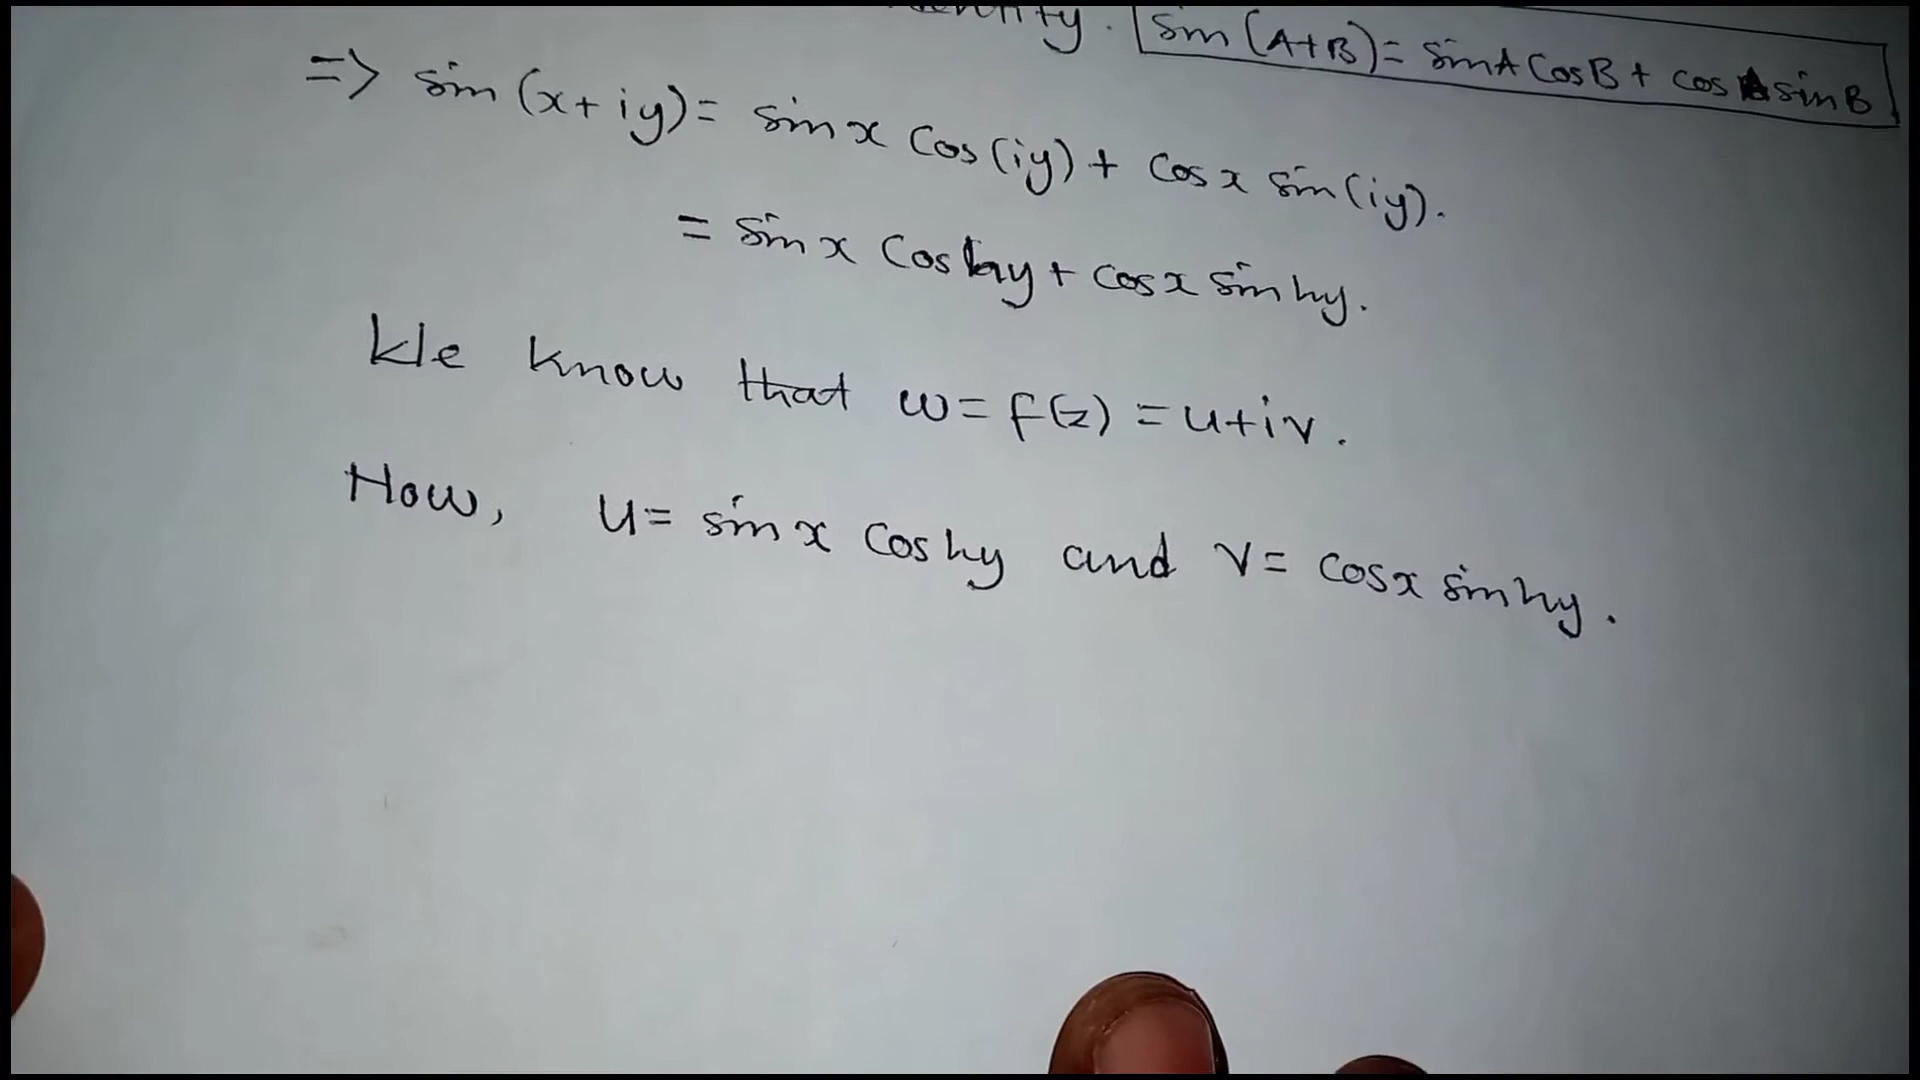 sin(A+B)= sinA CosB + cosA sinB
=> sin(x+iy)= sinx Cos(iy) + Cosx sin(iy).
= sinx Coshy + cosx sinhy.
We know that w= f(z) = u+iv.
Now, u= sinx Coshy and v= cosx sinhy.